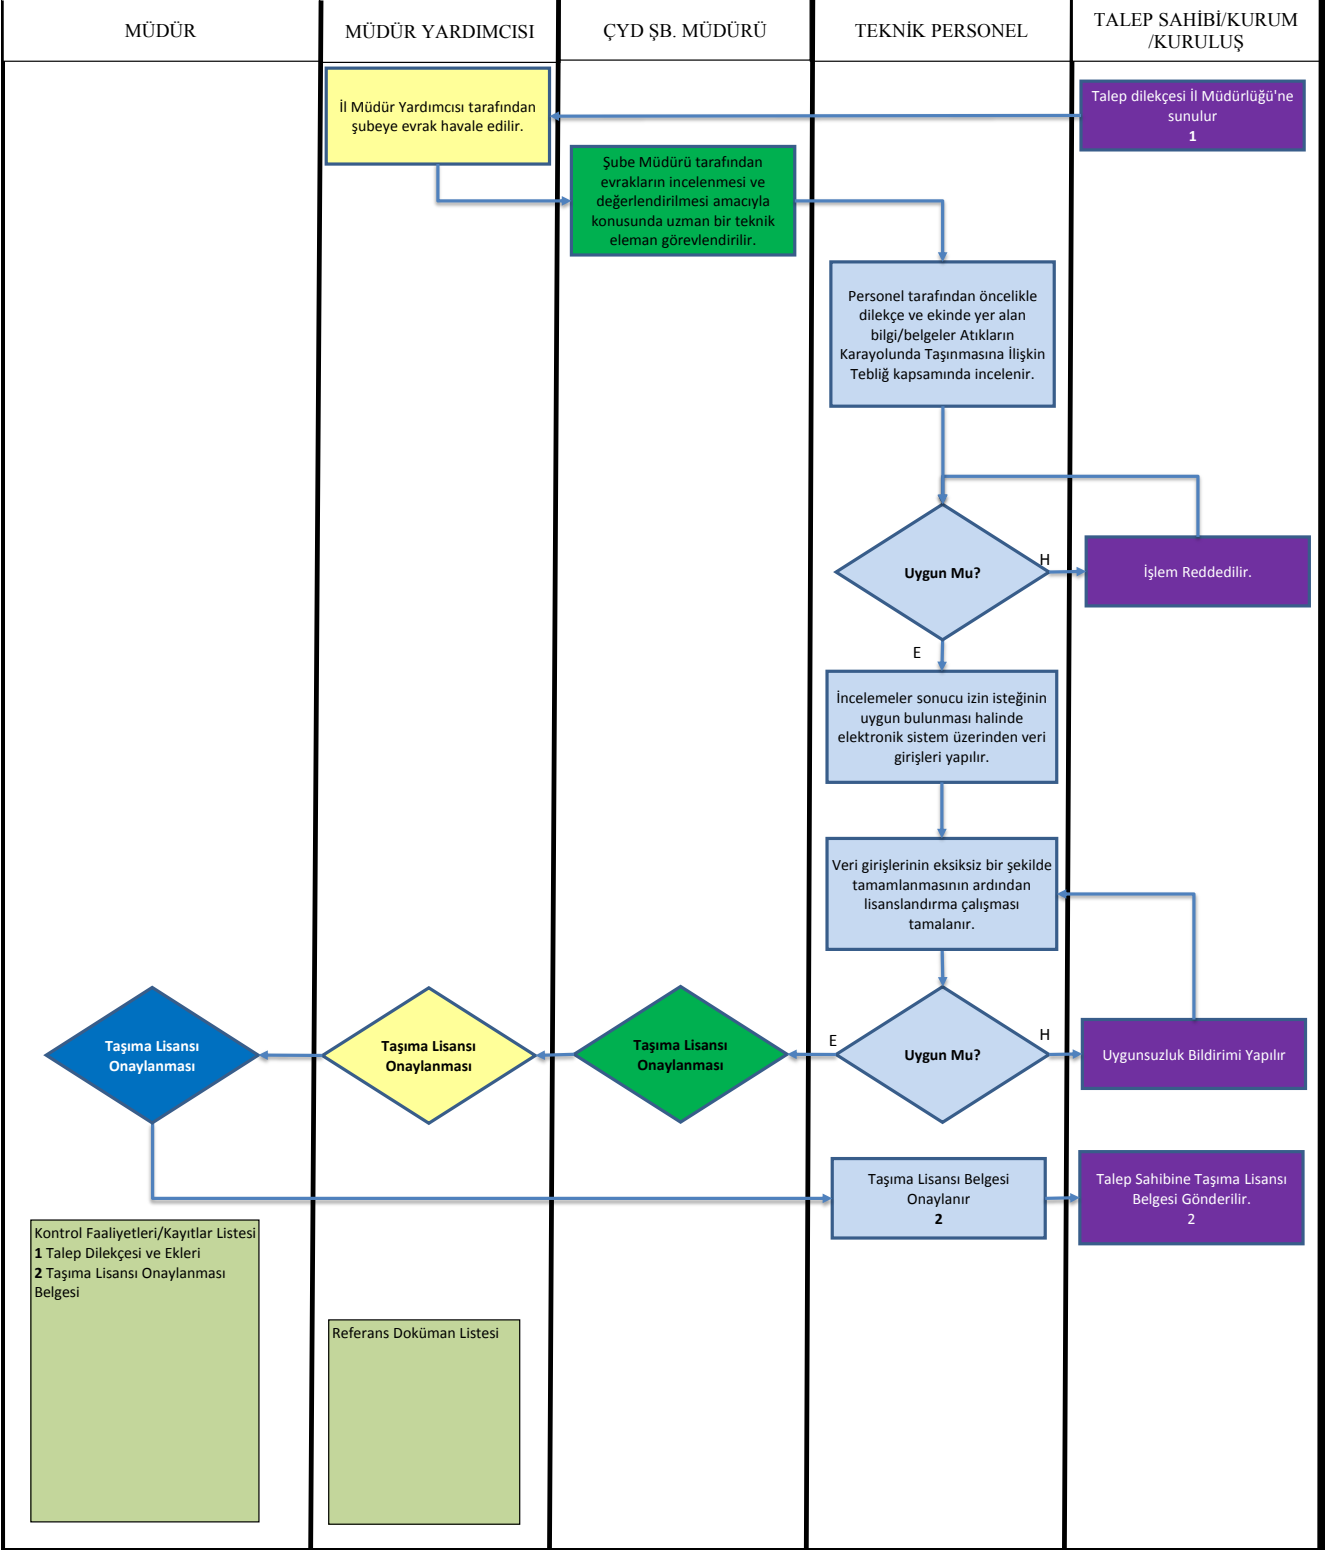 MÜDÜR
MÜDÜR YARDIMCISI
ÇYD ŞB. MÜDÜRÜ
TEKNİK PERSONEL
TALEP SAHİBİ/KURUM
/KURULUŞ
Talep dilekçesi İl Müdürlüğü'ne
sunulur
1
İl Müdür Yardımcısı tarafından
şubeye evrak havale edilir.
Şube Müdürü tarafından
evrakların incelenmesi ve
değerlendirilmesi amacıyla
konusunda uzman bir teknik
eleman görevlendirilir.
Personel tarafından öncelikle
dilekçe ve ekinde yer alan
bilgi/belgeler Atıkların
Karayolunda Taşınmasına İlişkin
Tebliğ kapsamında incelenir.
Uygun Mu?
H
İşlem Reddedilir.
E
İncelemeler sonucu izin isteğinin
uygun bulunması halinde
elektronik sistem üzerinden veri
girişleri yapılır.
Veri girişlerinin eksiksiz bir şekilde
tamamlanmasının ardından
lisanslandırma çalışması
tamalanır.
Taşıma Lisansı
Onaylanması
Taşıma Lisansı
Onaylanması
Taşıma Lisansı
Onaylanması
E
Uygun Mu?
H
Uygunsuzluk Bildirimi Yapılır
Taşıma Lisansı Belgesi
Onaylanır
2
Talep Sahibine Taşıma Lisansı
Belgesi Gönderilir.
2
Kontrol Faaliyetleri/Kayıtlar Listesi
1 Talep Dilekçesi ve Ekleri
2 Taşıma Lisansı Onaylanması
Belgesi
Referans Doküman Listesi